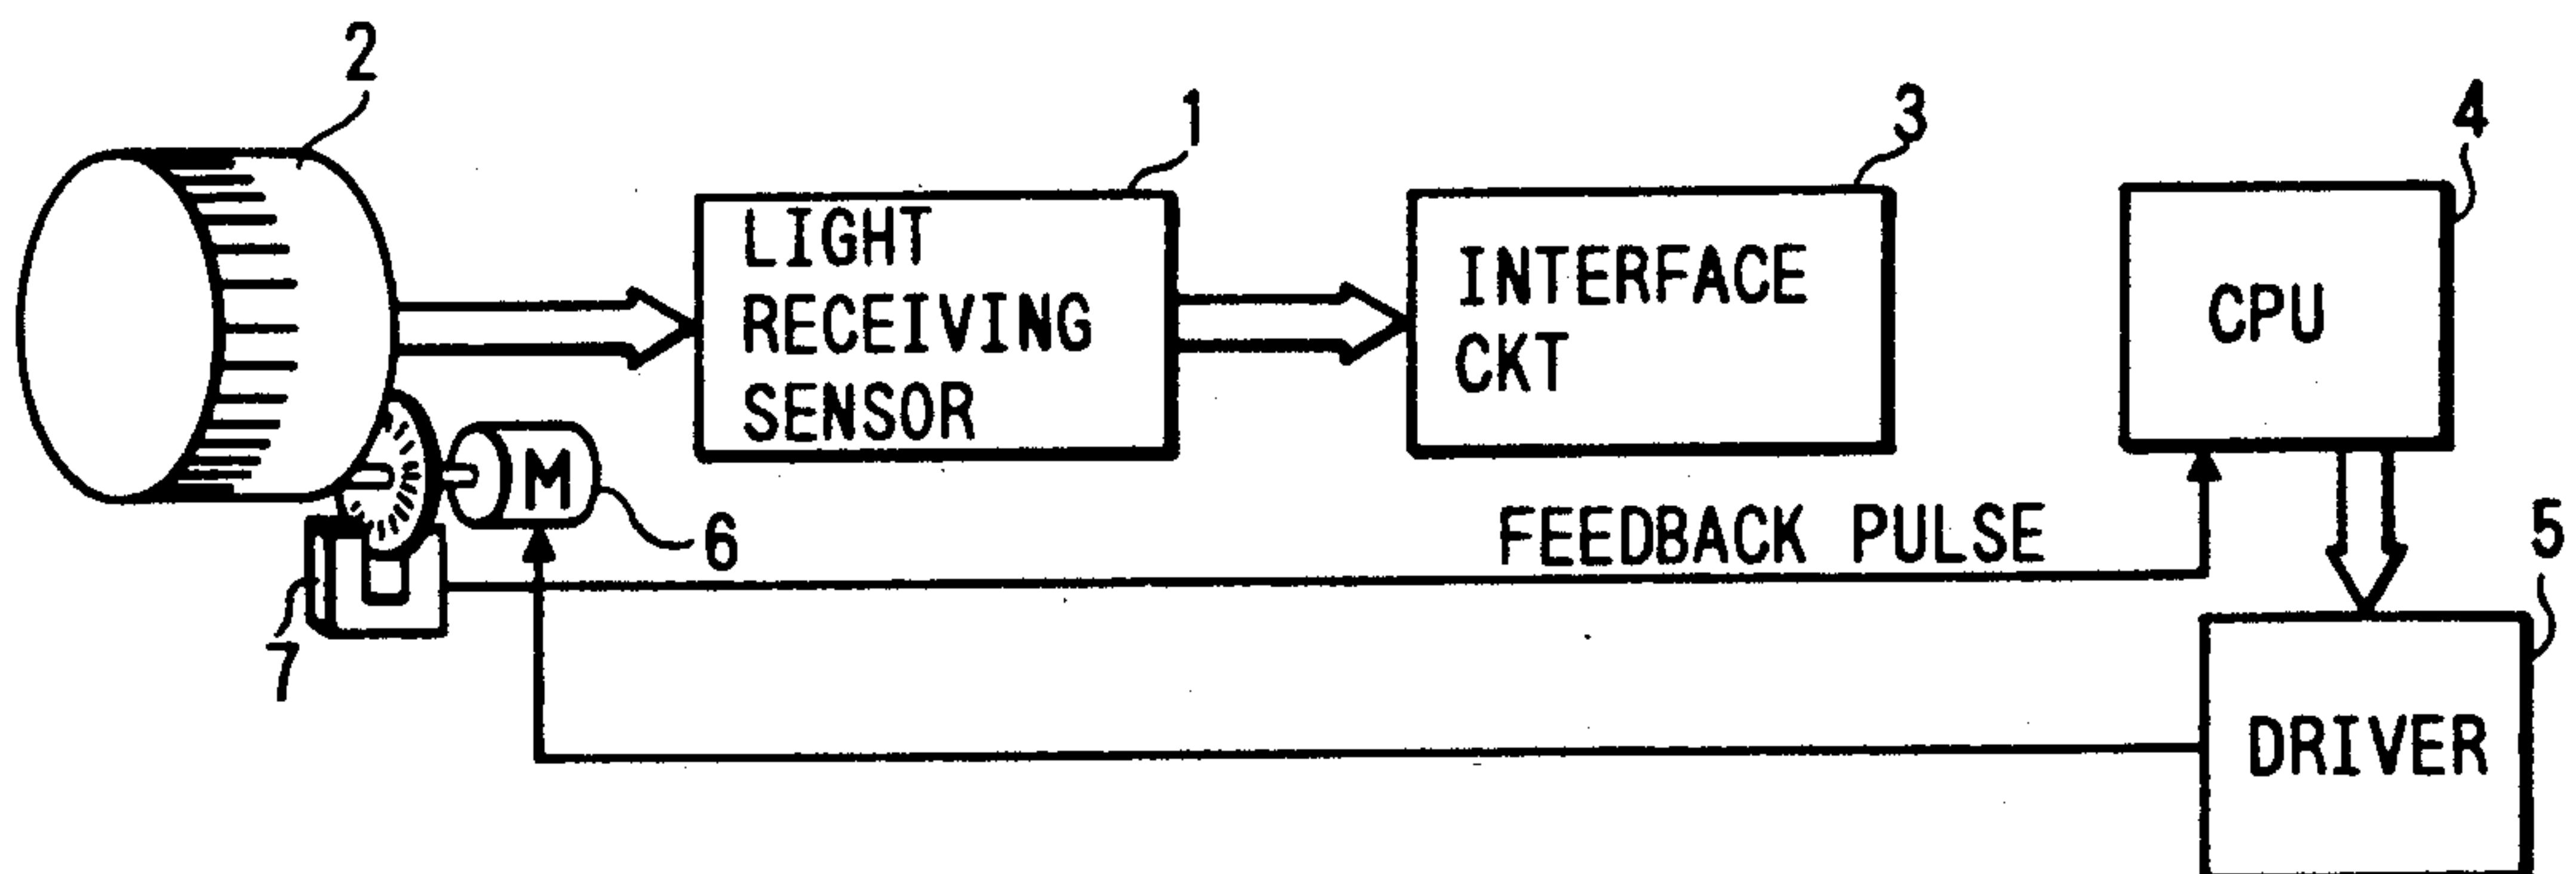 2
1
3
4
LIGHT
RECEIVING
SENSOR
INTERFACE
CKT
CPU
M
6
FEEDBACK PULSE
5
7
DRIVER